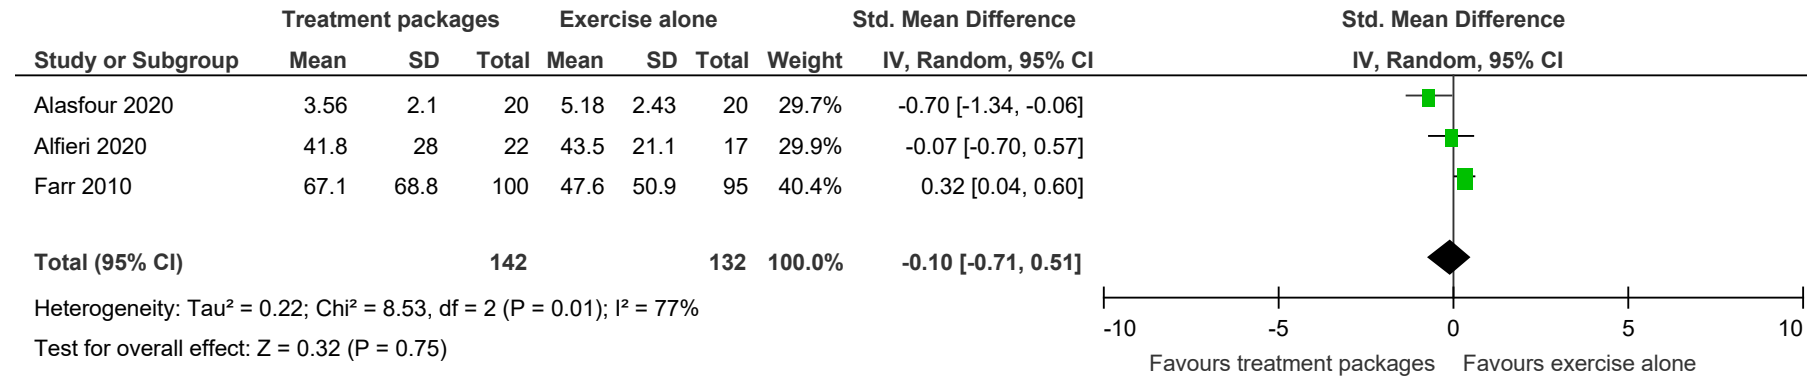 Treatment packages Exercise alone Std. Mean Difference Std. Mean Difference
Study or Subgroup Mean SD Total Mean SD Total Weight IV, Random, 95% CI IV, Random, 95% CI
Alasfour 2020 3.56 2.1 20 5.18 2.43 20 29.7% -0.70 [-1.34, -0.06]
Alfieri 2020 41.8 28 22 43.5 21.1 17 29.9% -0.07 [-0.70, 0.57]
Farr 2010 67.1 68.8 100 47.6 50.9 95 40.4% 0.32 [0.04, 0.60]
Total (95% CI) 142 132 100.0% -0.10 [-0.71, 0.51]
Heterogeneity: Tau² = 0.22; Chi² = 8.53, df = 2 (P = 0.01); I² = 77%
Test for overall effect: Z = 0.32 (P = 0.75)
-10 -5 0 5 10
Favours treatment packages Favours exercise alone